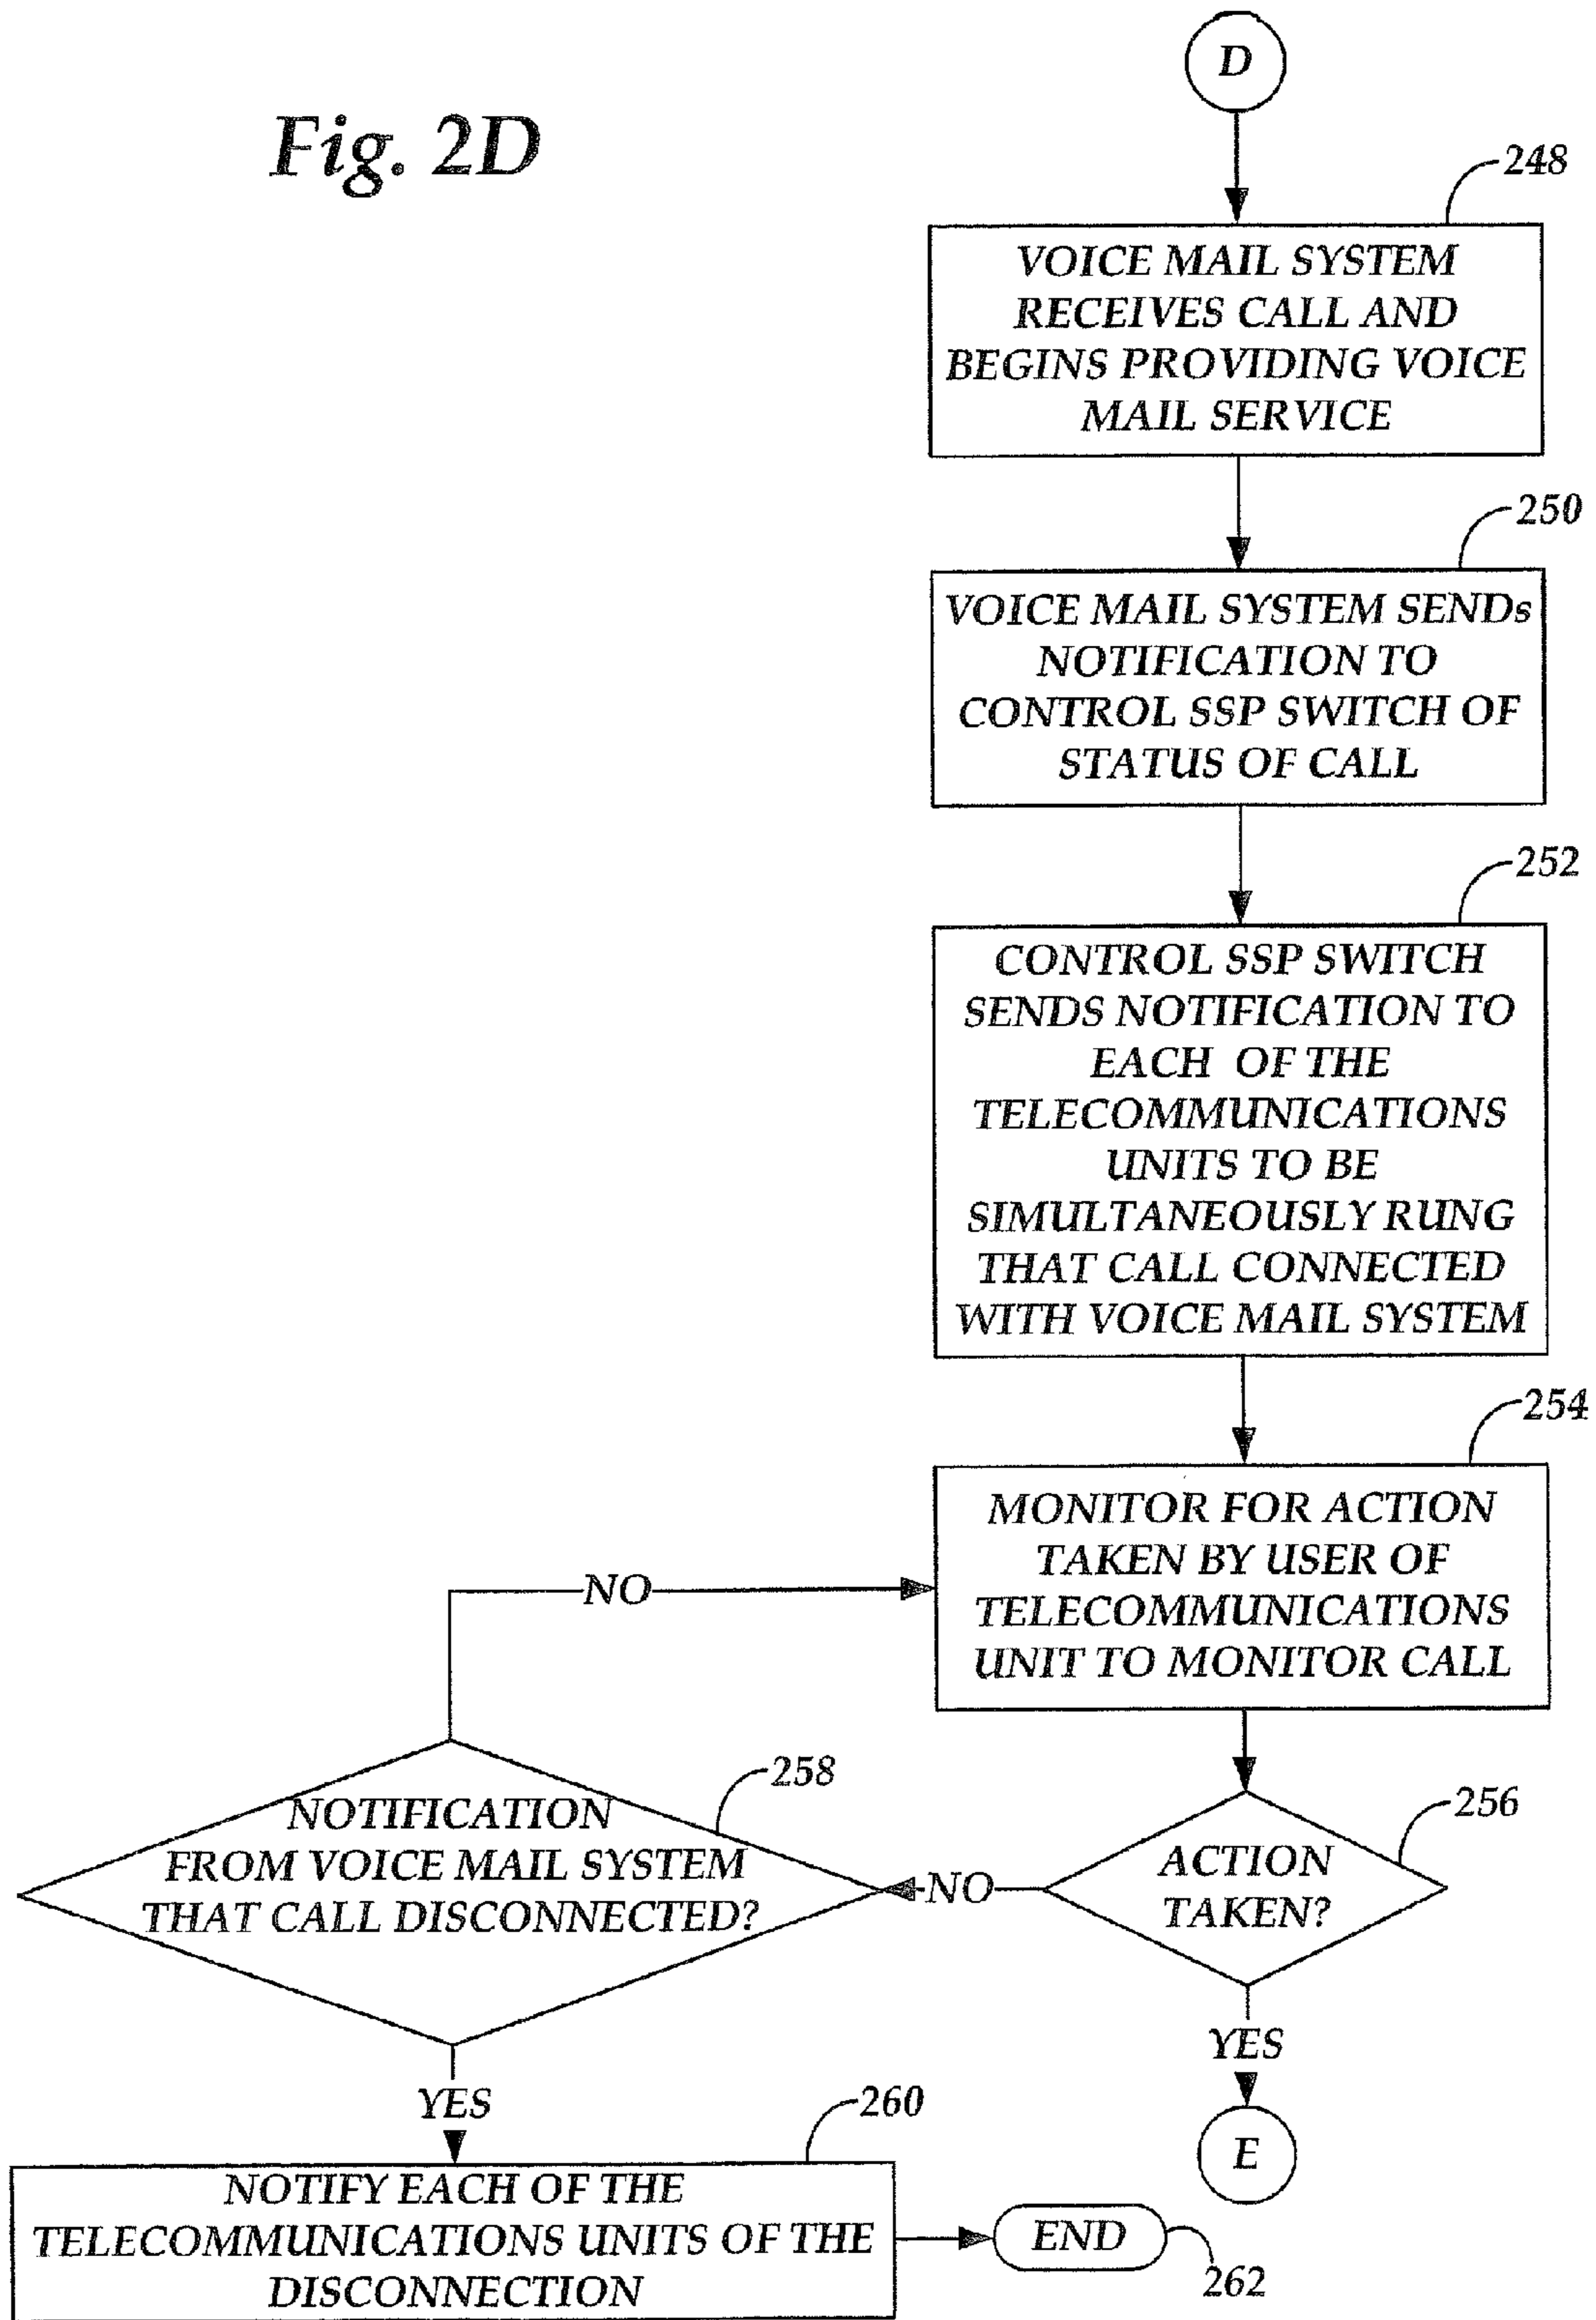 D
Fig. 2D
248
VOICE MAIL SYSTEM
RECEIVES CALL AND
BEGINS PROVIDING VOICE
MAIL SERVICE
250
VOICE MAIL SYSTEM SENDs
NOTIFICATION TO
CONTROL SSP SWITCH OF
STATUS OF CALL
252
CONTROL SSP SWITCH
SENDS NOTIFICATION TO
EACH OF THE
TELECOMMUNICATIONS
UNITS TO BE
SIMULTANEOUSLY RUNG
THAT CALL CONNECTED
WITH VOICE MAIL SYSTEM
254
MONITOR FOR ACTION
TAKEN BY USER OF
TELECOMMUNICATIONS
UNIT TO MONITOR CALL
NO
258
NOTIFICATION
FROM VOICE MAIL SYSTEM
THAT CALL DISCONNECTED?
NO
256
ACTION
TAKEN?
YES
YES
260
E
NOTIFY EACH OF THE
TELECOMMUNICATIONS UNITS OF THE
DISCONNECTION
END
262